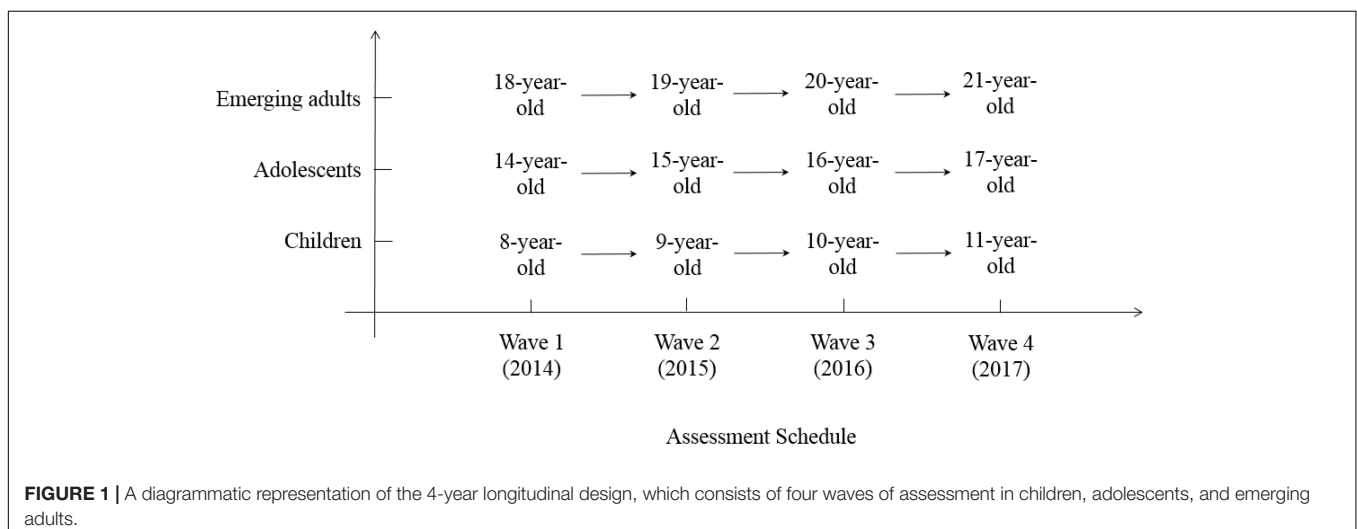 Emerging adults
18-year-
old
19-year-
old
20-year-
old
21-year-
old
Adolescents
14-year-
old
15-year-
old
16-year-
old
17-year-
old
Children
8-year-
old
9-year-
old
10-year-
old
11-year-
old
Wave 1
(2014)
Wave 2
(2015)
Wave 3
(2016)
Wave 4
(2017)
Assessment Schedule
FIGURE 1 | A diagrammatic representation of the 4-year longitudinal design, which consists of four waves of assessment in children, adolescents, and emerging
adults.